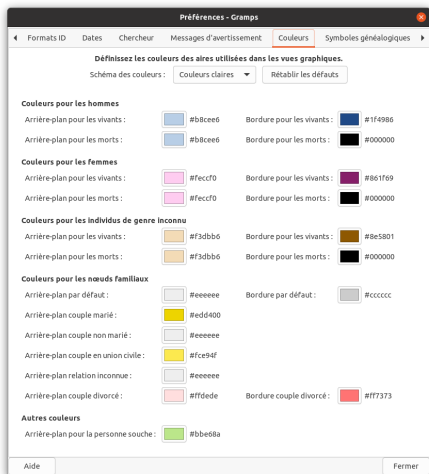 Préférences - Gramps
Formats ID Dates Chercheur Messages d'avertissement Couleurs Symboles généalogiques
Définissez les couleurs des aires utilisées dans les vues graphiques.
Schéma des couleurs : Couleurs claires Rétablir les défauts
Couleurs pour les hommes
Arrière-plan pour les vivants : #b8cee6 Bordure pour les vivants : #1f4986
Arrière-plan pour les morts : #b8cee6 Bordure pour les morts : #000000
Couleurs pour les femmes
Arrière-plan pour les vivants : #feccf0 Bordure pour les vivants : #861f69
Arrière-plan pour les morts : #feccf0 Bordure pour les morts : #000000
Couleurs pour les individus de genre inconnu
Arrière-plan pour les vivants : #f3dbb6 Bordure pour les vivants : #8e5801
Arrière-plan pour les morts : #f3dbb6 Bordure pour les morts : #000000
Couleurs pour les nœuds familiaux
Arrière-plan par défaut : #eeeeee Bordure par défaut : #cccccc
Arrière-plan couple marié : #edd400
Arrière-plan couple non marié : #eeeeee
Arrière-plan couple en union civile : #fce94f
Arrière-plan relation inconnue : #eeeeee
Arrière-plan couple divorcé : #ffdede Bordure couple divorcé : #ff7373
Autres couleurs
Arrière-plan pour la personne souche : #bbe68a
Aide Fermer